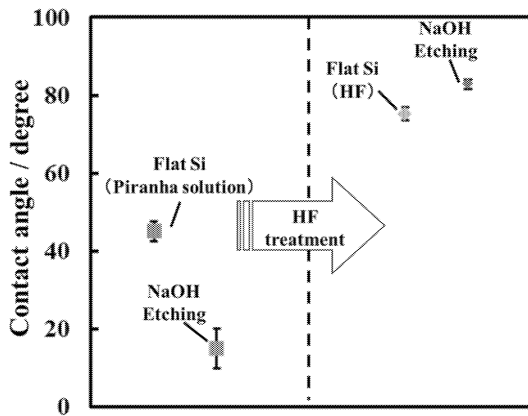 100
80
60
40
20
0
Contact angle / degree
Flat Si
（Piranha solution）
NaOH
Etching
HF
treatment
Flat Si
（HF）
NaOH
Etching